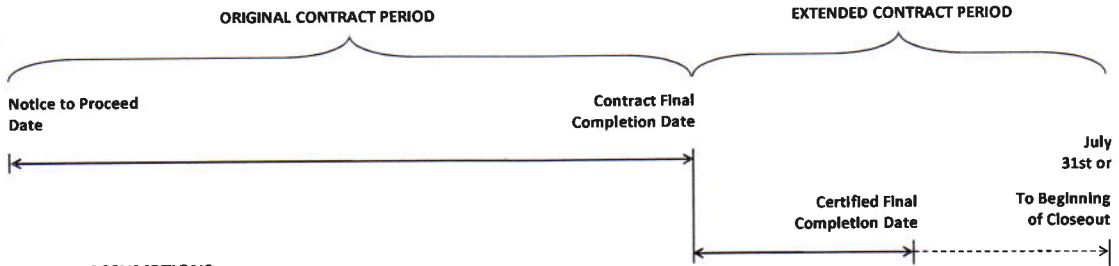 ORIGINAL CONTRACT PERIOD
EXTENDED CONTRACT PERIOD
Notice to Proceed
Date
Contract Final
Completion Date
July
31st or
Certified Final
Completion Date
To Beginning
of Closeout